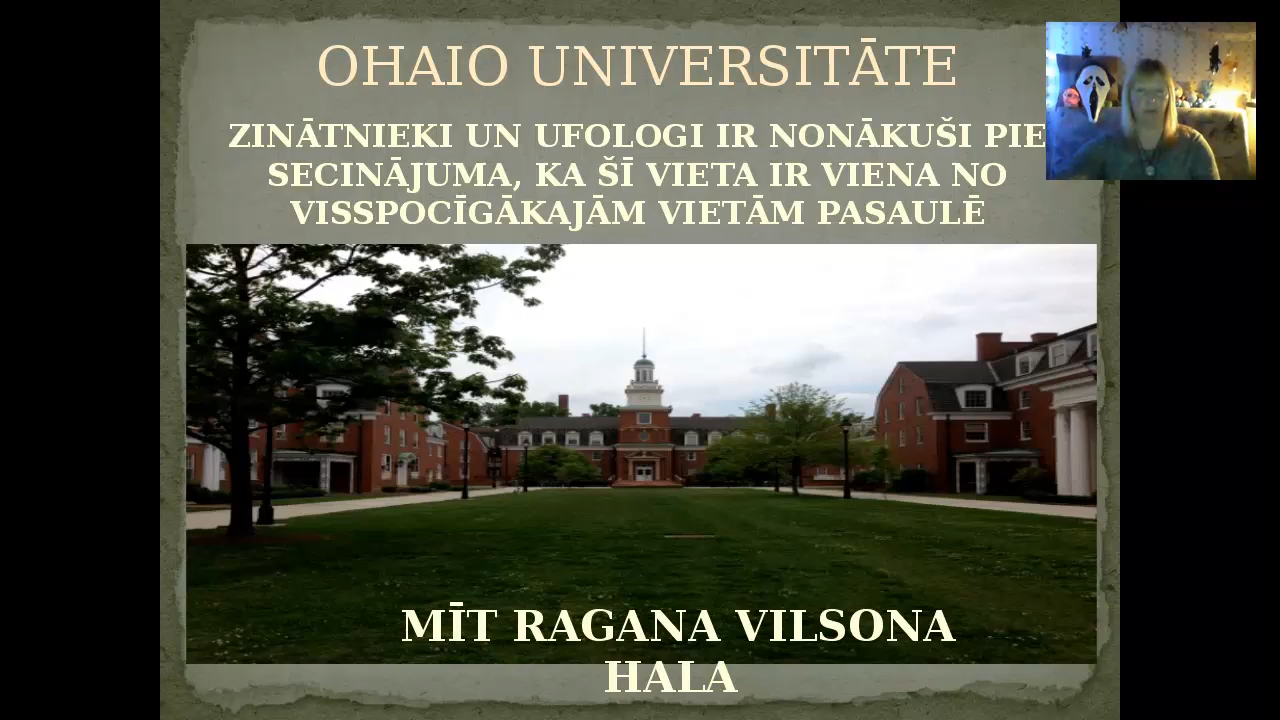 OHAIO UNIVERSITĀTE
ZINĀTNIEKI UN UFOLOGI IR NONĀKUŠI PIE
SECINĀJUMA, KA ŠĪ VIETA IR VIENA NO
VISSPOCĪGĀKAJĀM VIETĀM PASAULĒ
MĪT RAGANA VILSONA
HALA